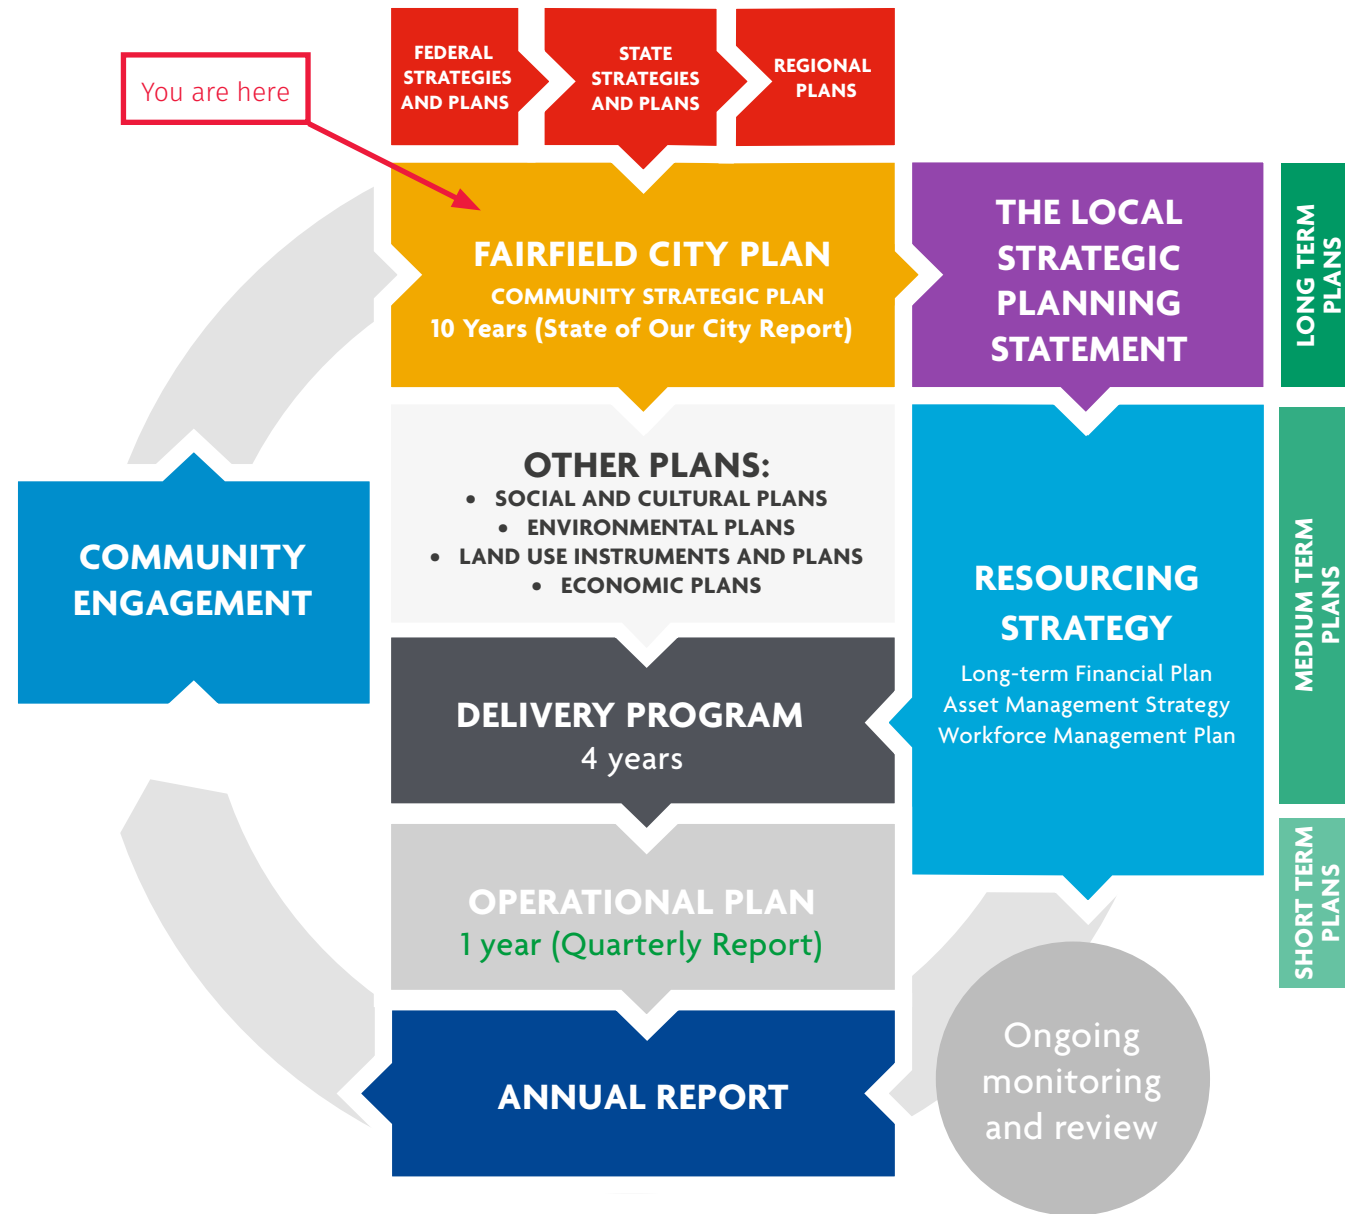 FEDERAL
STRATEGIES
AND PLANS
STATE
STRATEGIES
AND PLANS
REGIONAL
PLANS
You are here
FAIRFIELD CITY PLAN
COMMUNITY STRATEGIC PLAN
10 Years (State of Our City Report)
THE LOCAL
STRATEGIC
PLANNING
STATEMENT
LONG TERM
PLANS
OTHER PLANS:
• SOCIAL AND CULTURAL PLANS
• ENVIRONMENTAL PLANS
• LAND USE INSTRUMENTS AND PLANS
• ECONOMIC PLANS
COMMUNITY
ENGAGEMENT
RESOURCING
STRATEGY
Long-term Financial Plan
Asset Management Strategy
Workforce Management Plan
MEDIUM TERM
PLANS
DELIVERY PROGRAM
4 years
OPERATIONAL PLAN
1 year (Quarterly Report)
SHORT TERM
PLANS
ANNUAL REPORT
Ongoing
monitoring
and review